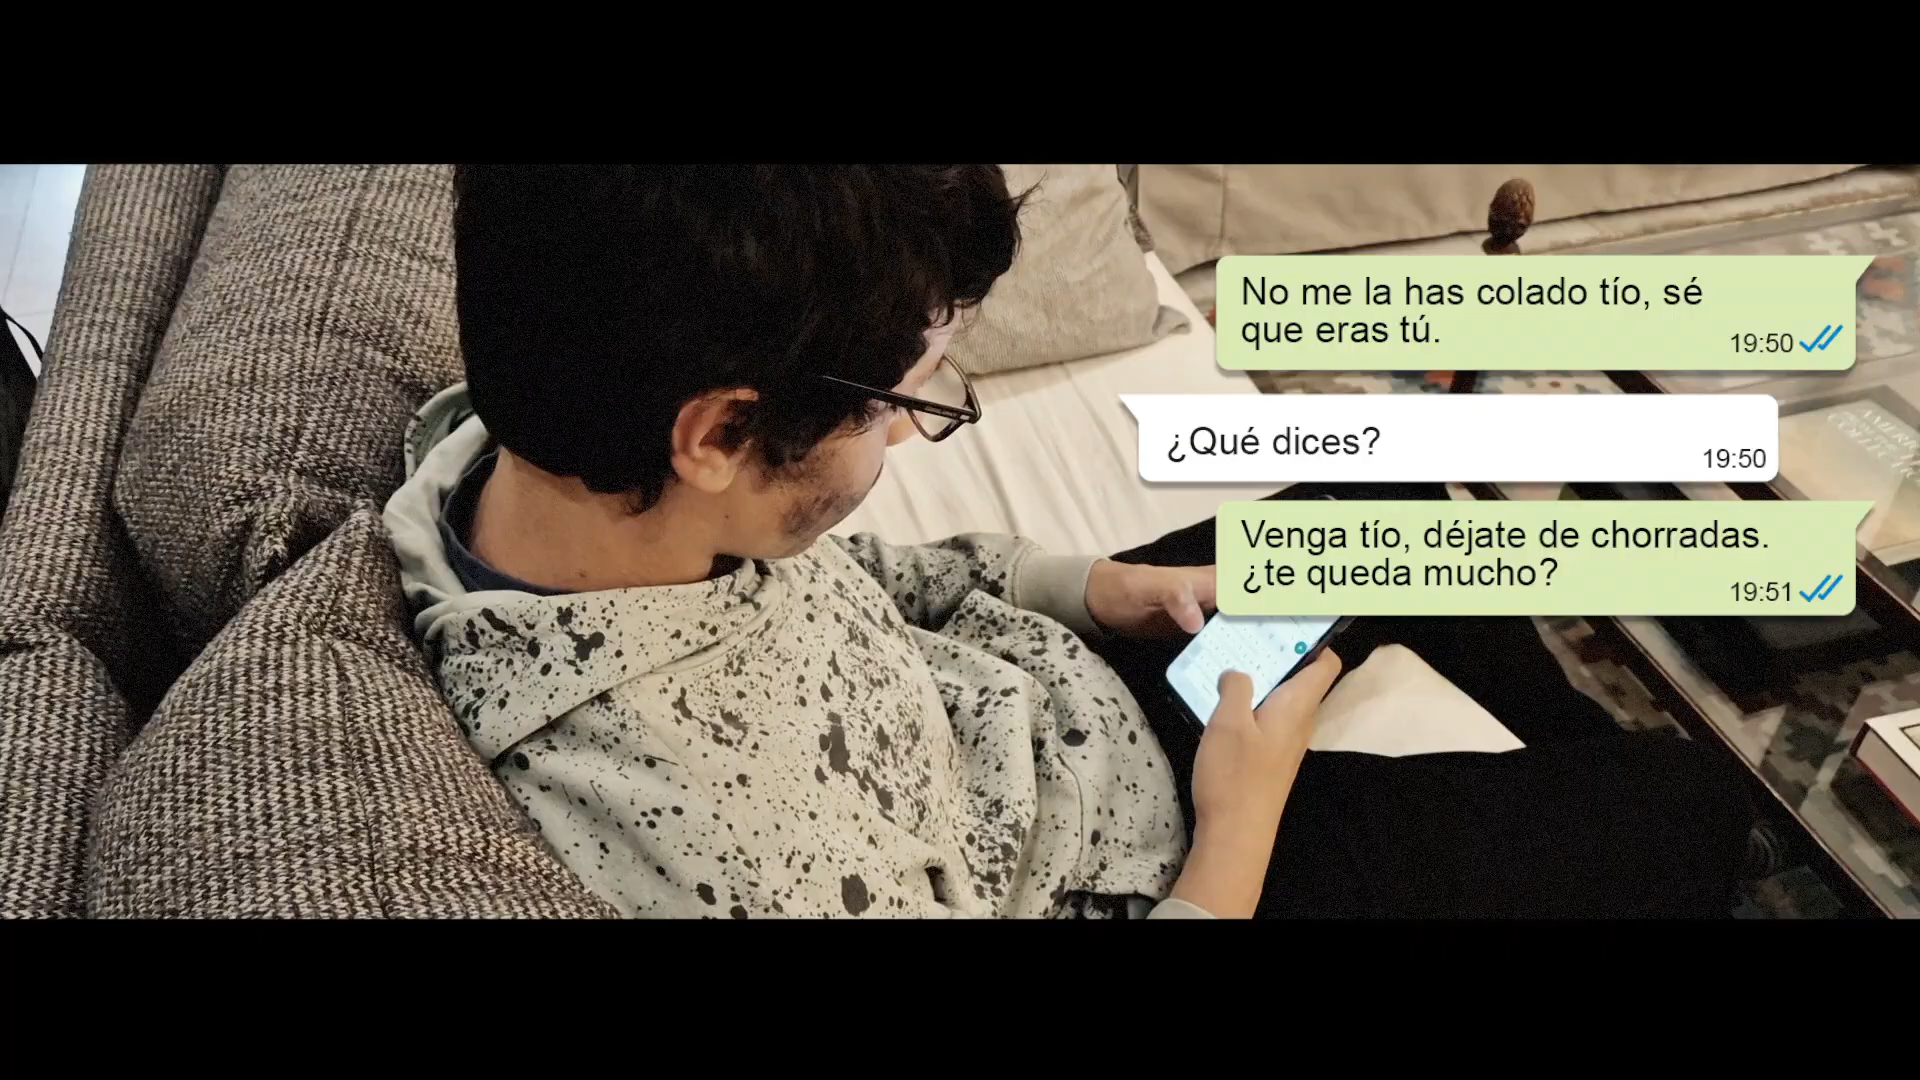 No me la has colado tío, sé
que eras tú.
19:50
¿Qué dices?
19:50
Venga tío, déjate de chorradas.
¿te queda mucho?
19:51